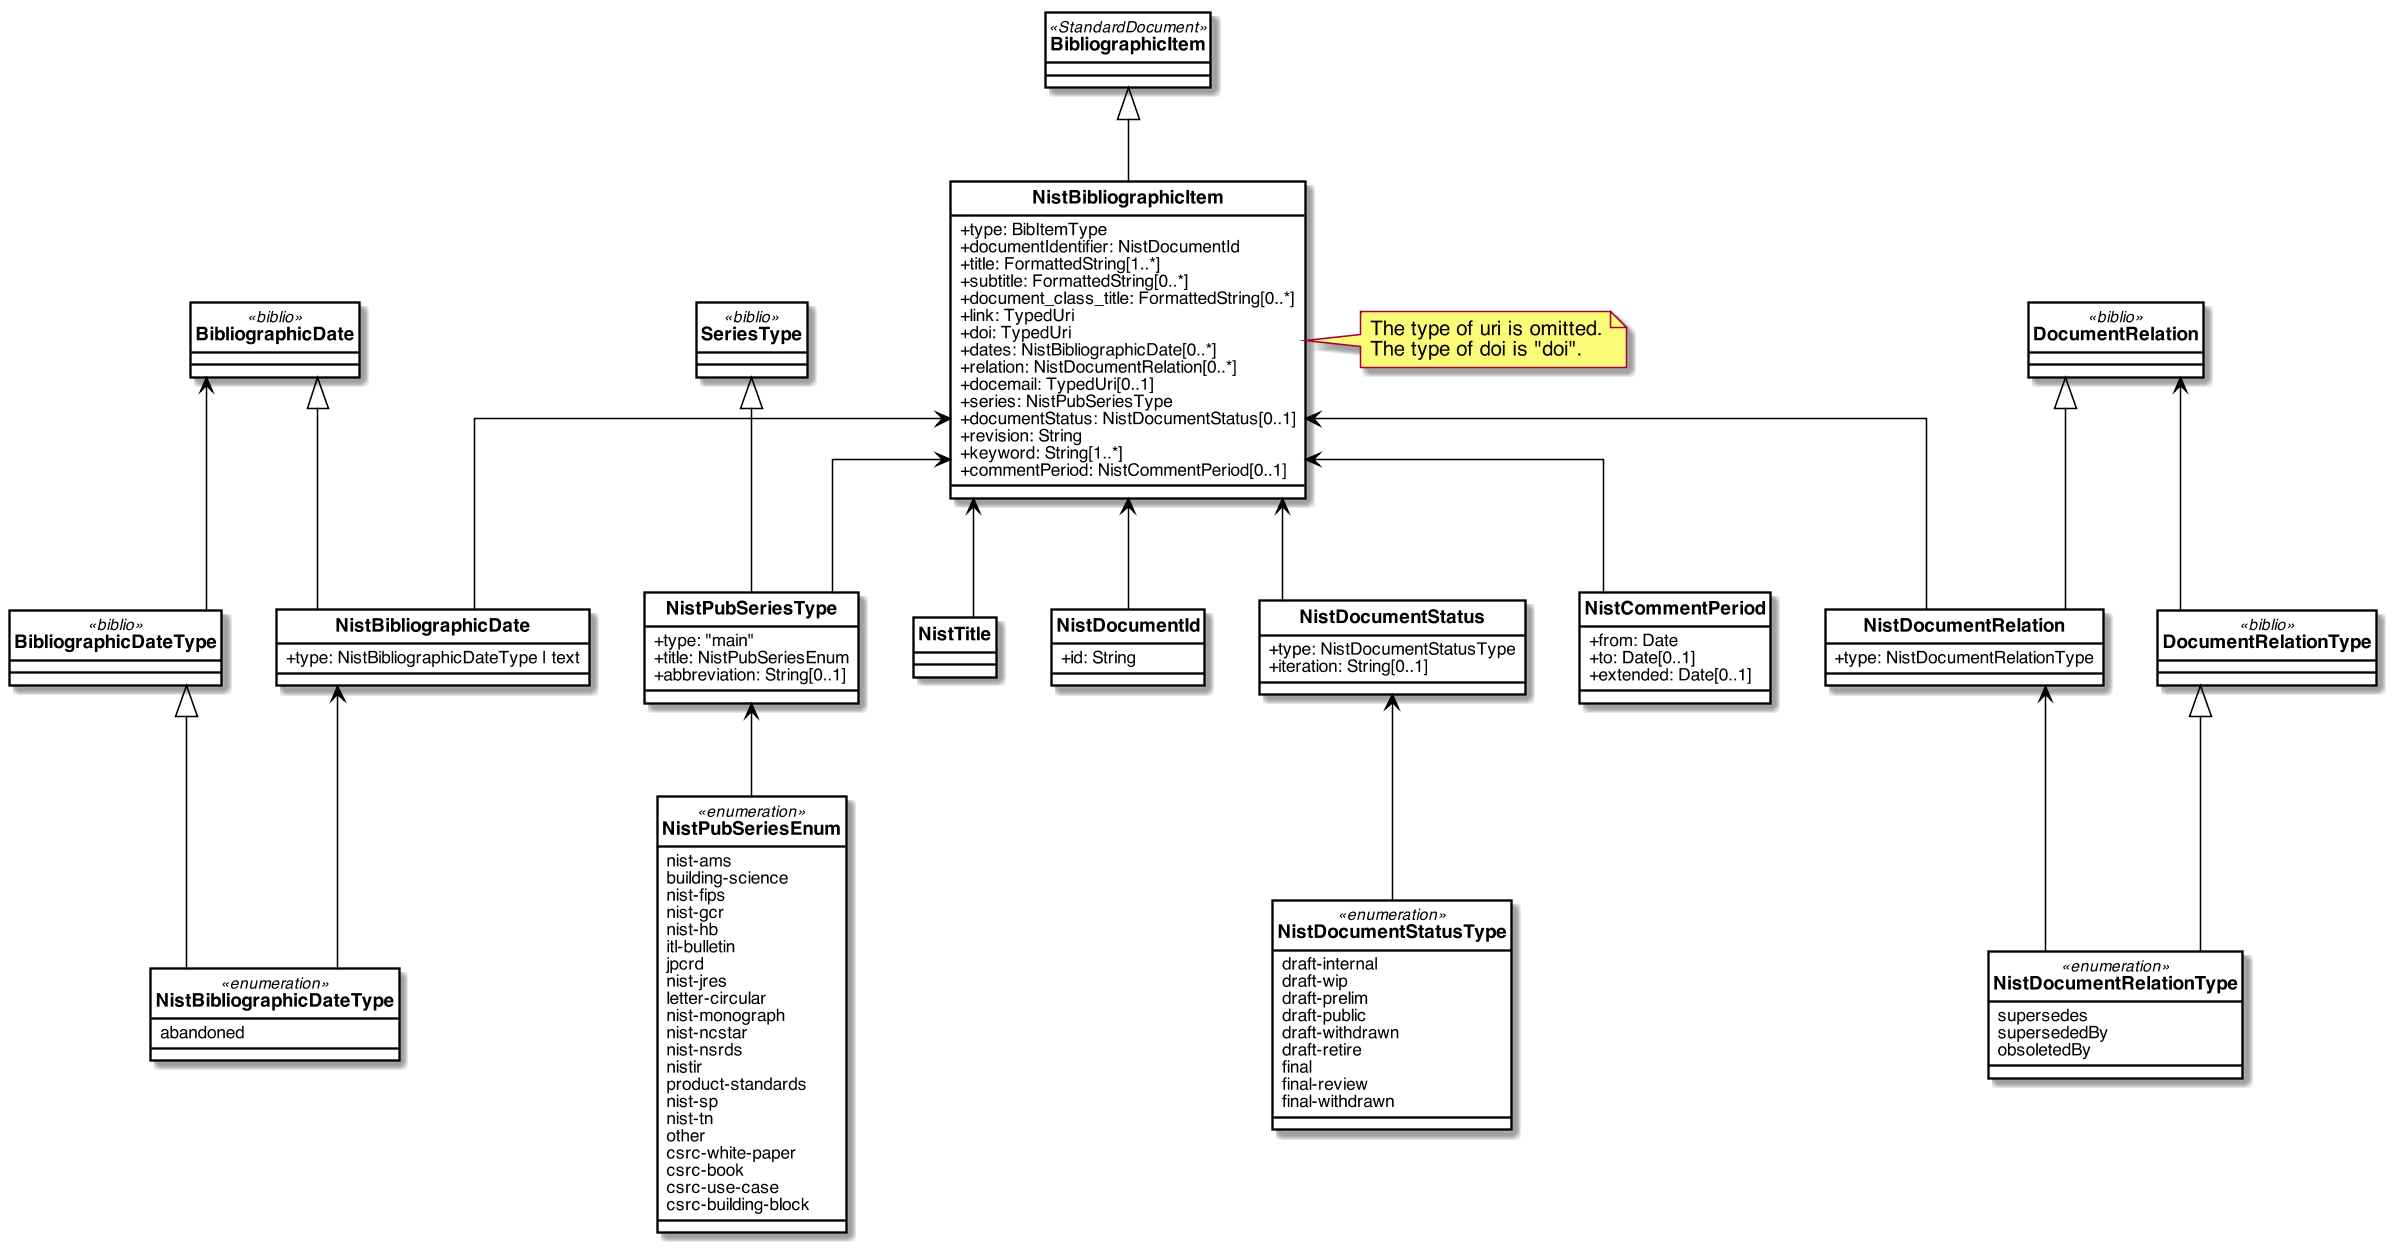 «StandardDocument»
BibliographicItem
NistBibliographicItem
+type: BibItemType
+documentIdentifier: NistDocumentId
+title: FormattedString[1..*]
+subtitle: FormattedString[0..*]
+document_class_title: FormattedString[0..*]
+link: TypedUri
+doi: TypedUri
+dates: NistBibliographicDate[0..*]
+relation: NistDocumentRelation[0..*]
+docemail: TypedUri[0..1]
+series: NistPubSeriesType
+documentStatus: NistDocumentStatus[0..1]
+revision: String
+keyword: String[1..*]
+commentPeriod: NistCommentPeriod[0..1]
The type of uri is omitted.
The type of doi is "doi".
«biblio»
BibliographicDate
«biblio»
SeriesType
«biblio»
DocumentRelation
«biblio»
BibliographicDateType
NistBibliographicDate
+type: NistBibliographicDateType | text
NistPubSeriesType
+type: "main"
+title: NistPubSeriesEnum
+abbreviation: String[0..1]
NistTitle
NistDocumentId
+id: String
NistDocumentStatus
+type: NistDocumentStatusType
+iteration: String[0..1]
NistCommentPeriod
+from: Date
+to: Date[0..1]
+extended: Date[0..1]
NistDocumentRelation
+type: NistDocumentRelationType
«biblio»
DocumentRelationType
«enumeration»
NistBibliographicDateType
abandoned
«enumeration»
NistPubSeriesEnum
nist-ams
building-science
nist-fips
nist-gcr
nist-hb
itl-bulletin
jpcrd
nist-jres
letter-circular
nist-monograph
nist-ncstar
nist-nsrds
nistir
product-standards
nist-sp
nist-tn
other
csrc-white-paper
csrc-book
csrc-use-case
csrc-building-block
«enumeration»
NistDocumentStatusType
draft-internal
draft-wip
draft-prelim
draft-public
draft-withdrawn
draft-retire
final
final-review
final-withdrawn
«enumeration»
NistDocumentRelationType
supersedes
supersededBy
obsoletedBy